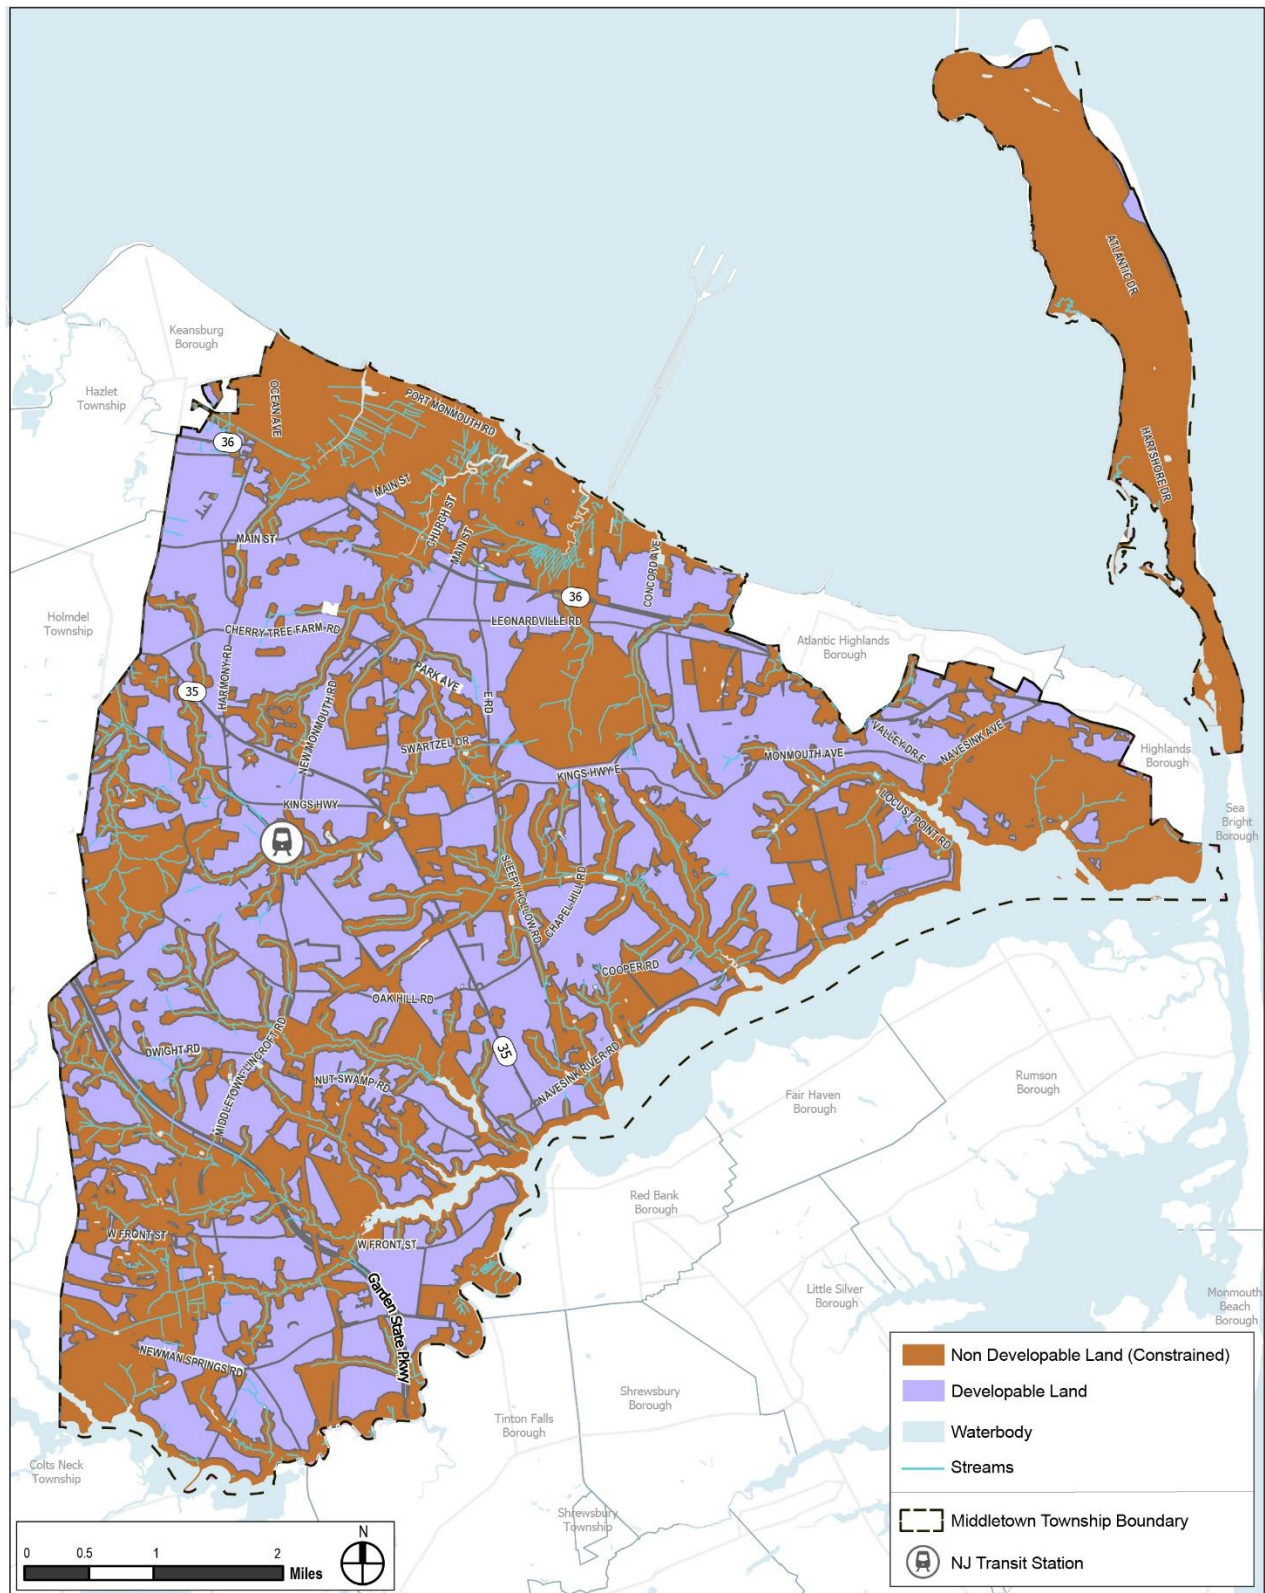 ATLANTIC DR
Keansburg
Borough
Hazlet
Township
OCEAN AVE
PORT MONMOUTH RD
36
HARTSHORE DR
MAIN ST
CHURCH ST
MAIN ST
MAIN ST
CONCORD AVE
36
LEONARDVILLE RD
Holmdel
Township
CHERRY TREE FARM RD
Atlantic Highlands
Borough
HARMONY RD
35
PARK AVE
E RD
NEW MONMOUTH RD
SWARTZEL DR
VALLEY DR E
NAVESINK AVE
MONMOUTH AVE
Highlands
Borough
KINGS HWY E
KINGS HWY
LOCUST POINT RD
Sea
Bright
Borough
SLEEPY HOLLOW RD
CHAPEL HILL RD
COOPER RD
OAK HILL RD
35
DWIGHT RD
MIDDLETOWN - LINCROFT RD
NUT SWAMP RD
NAVESINK RIVER RD
Rumson
Borough
Fair Haven
Borough
Red Bank
Borough
W FRONT ST
W FRONT ST
Garden State Pkwy
Little Silver
Borough
Monmouth
Beach
Borough
NEWMAN SPRINGS RD
Shrewsbury
Borough
Tinton Falls
Borough
Colts Neck
Township
Shrewsbury
Township
Non Developable Land (Constrained)
Developable Land
Waterbody
Streams
Middletown Township Boundary
NJ Transit Station
N
0 0.5 1 2
Miles